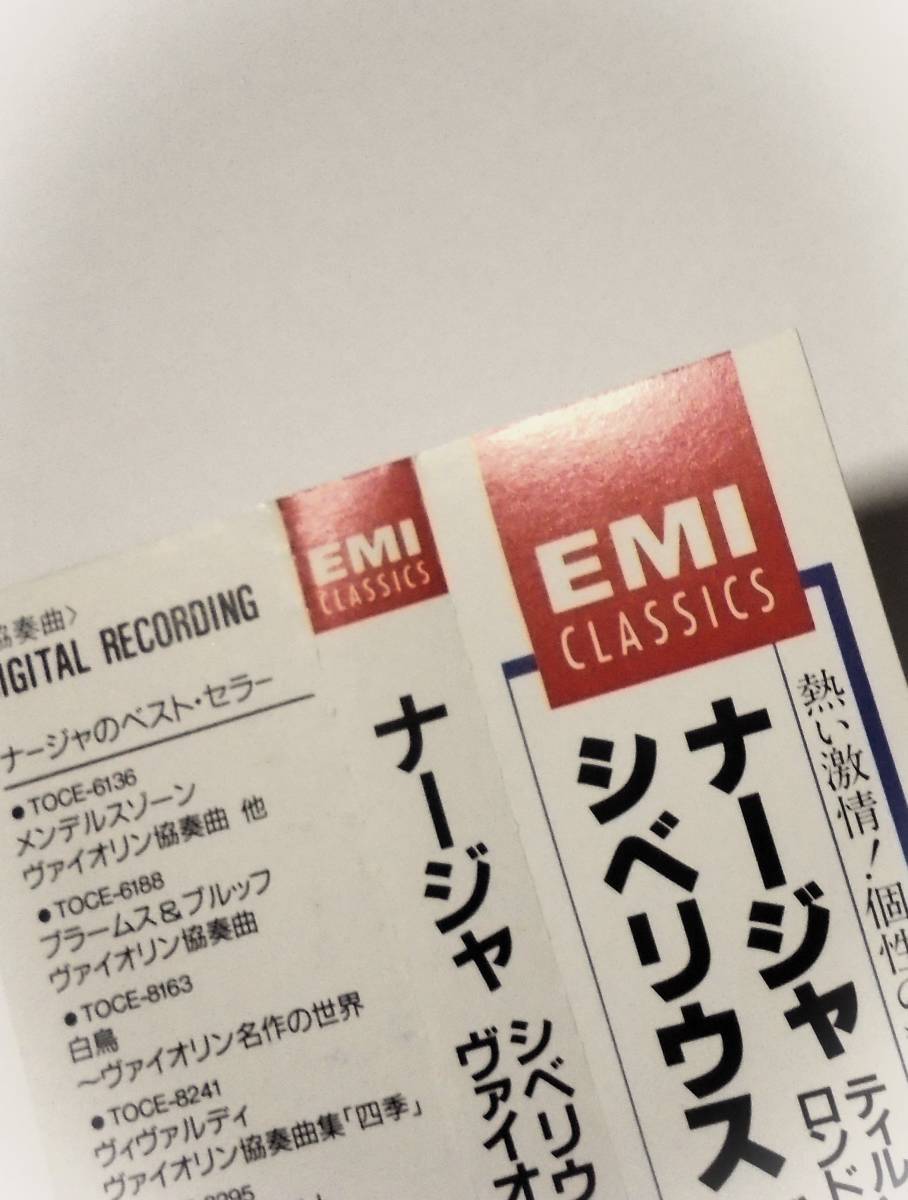 協奏曲〉
DIGITAL RECORDING
ナージャのベスト・セラー
●TOCE-6136
メンデルスゾーン
ヴァイオリン協奏曲 他
●TOCE-6188
ブラームス&ブルッフ
ヴァイオリン協奏曲
●TOCE-8163
白鳥
〜ヴァイオリン名作の世界
●TOCE-8241
ヴィヴァルディ
ヴァイオリン協奏曲集「四季」
EMI
CLASSICS
ナージャ
シベリウ
ヴァイオ
EMI
CLASSICS
熱い激情!個性の
ナージャ
シベリウス
ティル
ロンド